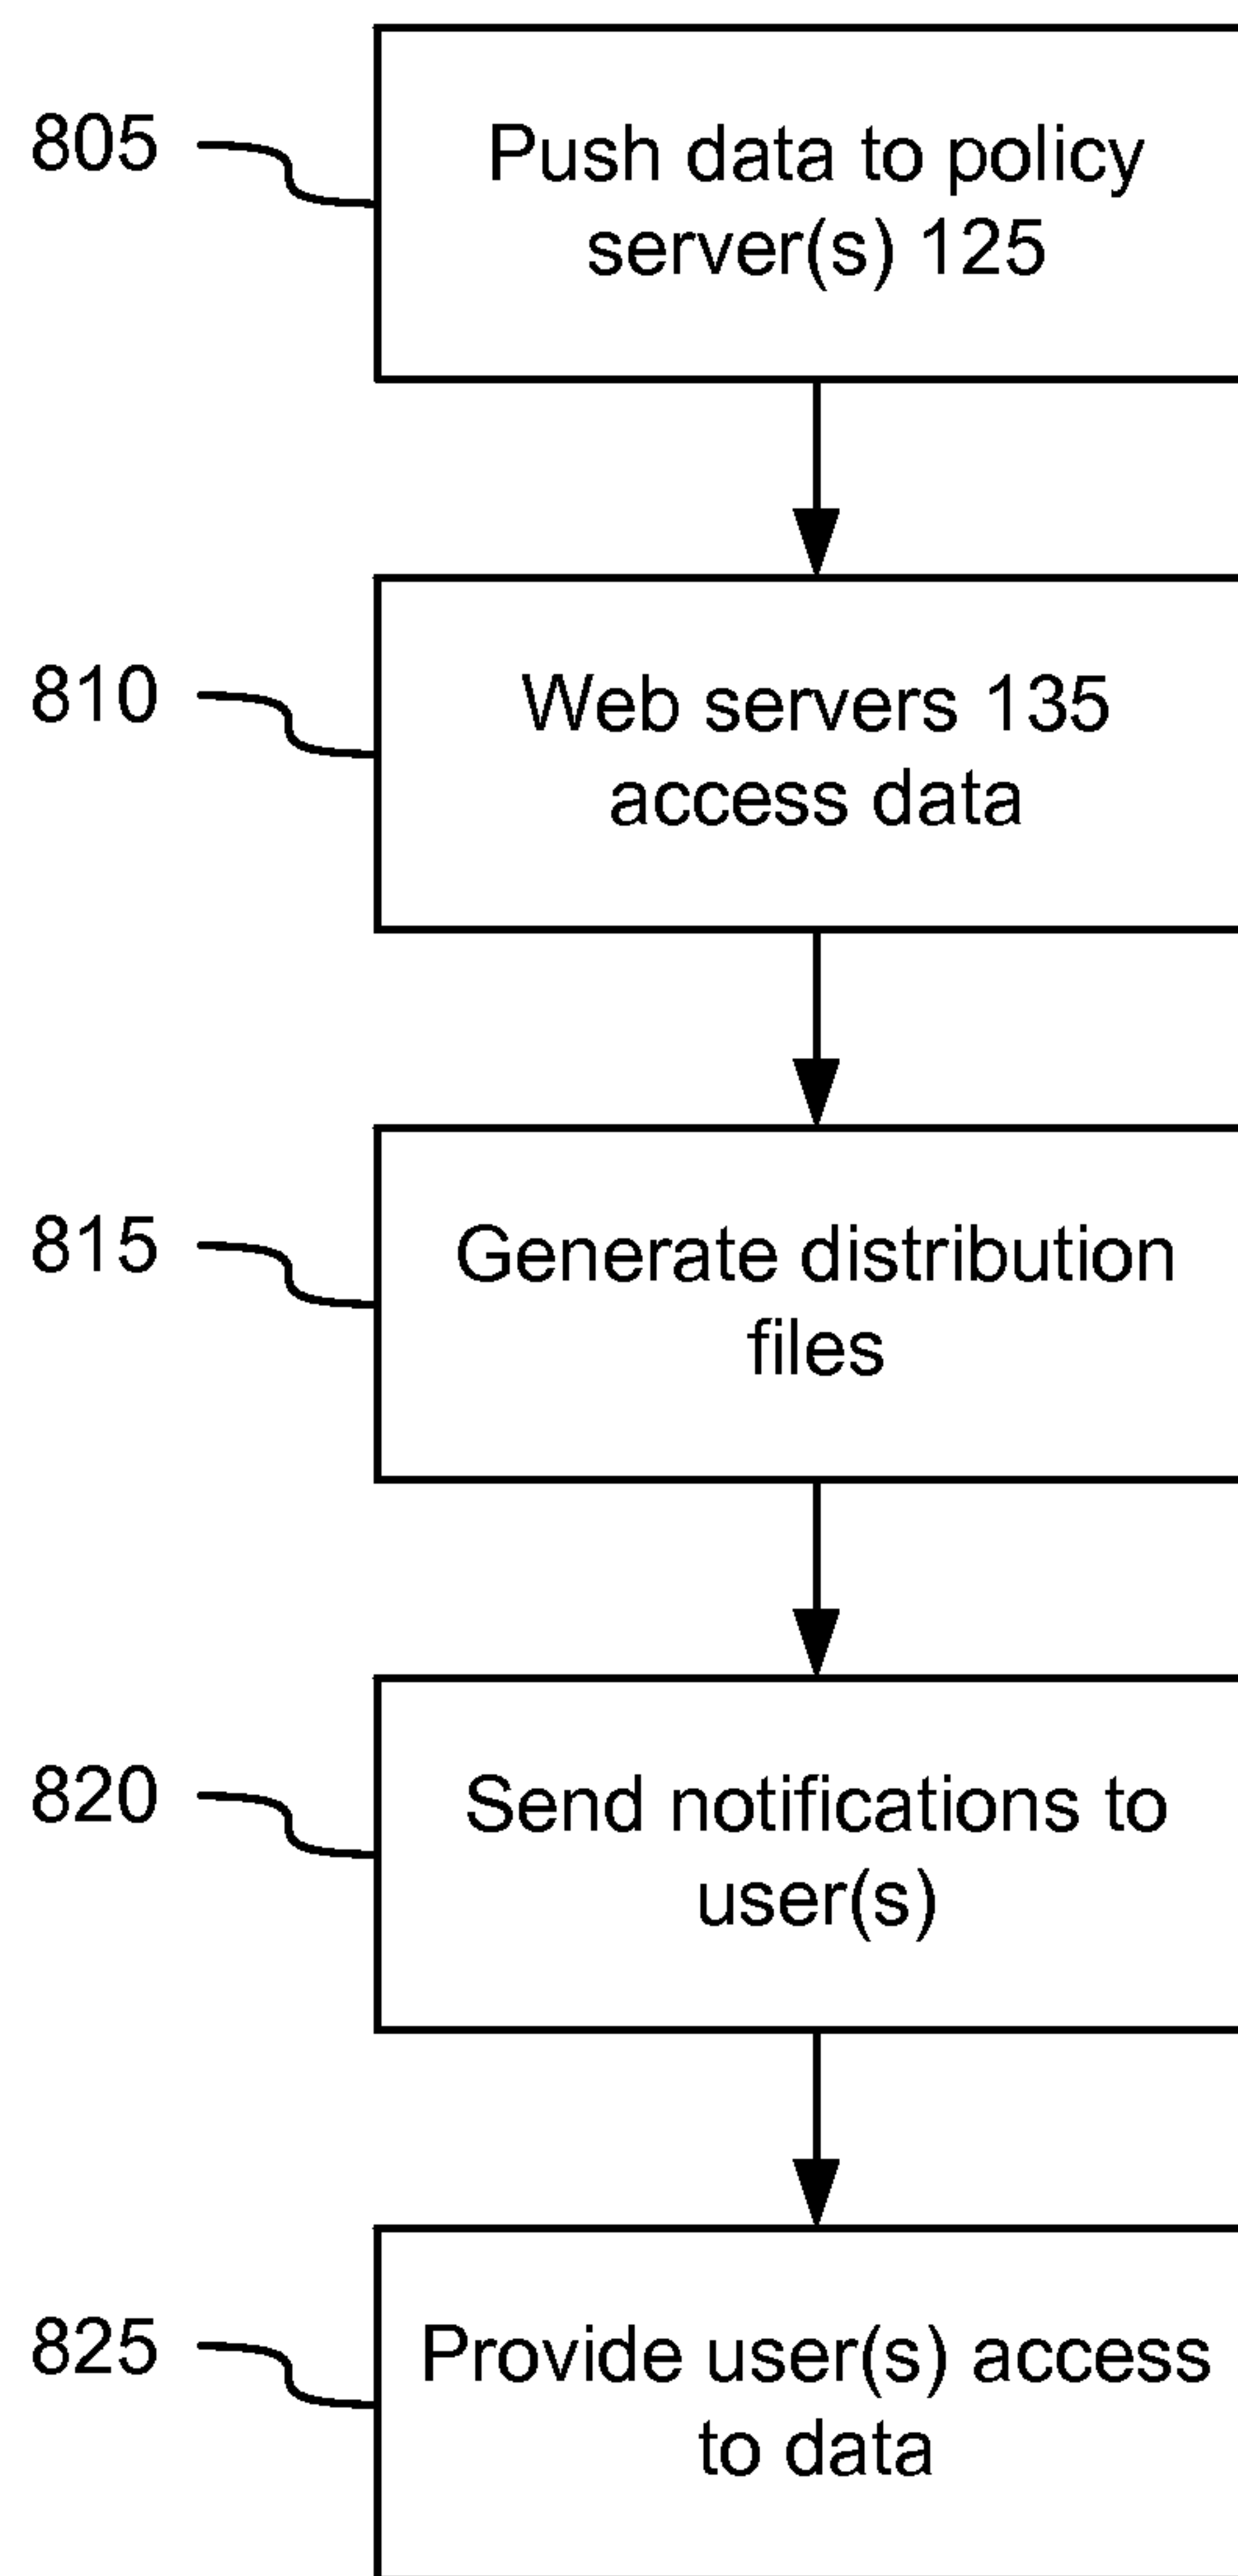 805
Push data to policy
server(s) 125
810
Web servers 135
access data
815
Generate distribution
files
820
Send notifications to
user(s)
825
Provide user(s) access
to data